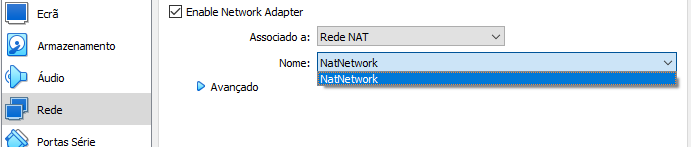 Ecrã
Armazenamento
Áudio
Rede
Portas Série
Enable Network Adapter
Associado a: Rede NAT
Nome: NatNetwork
NatNetwork
Avançado